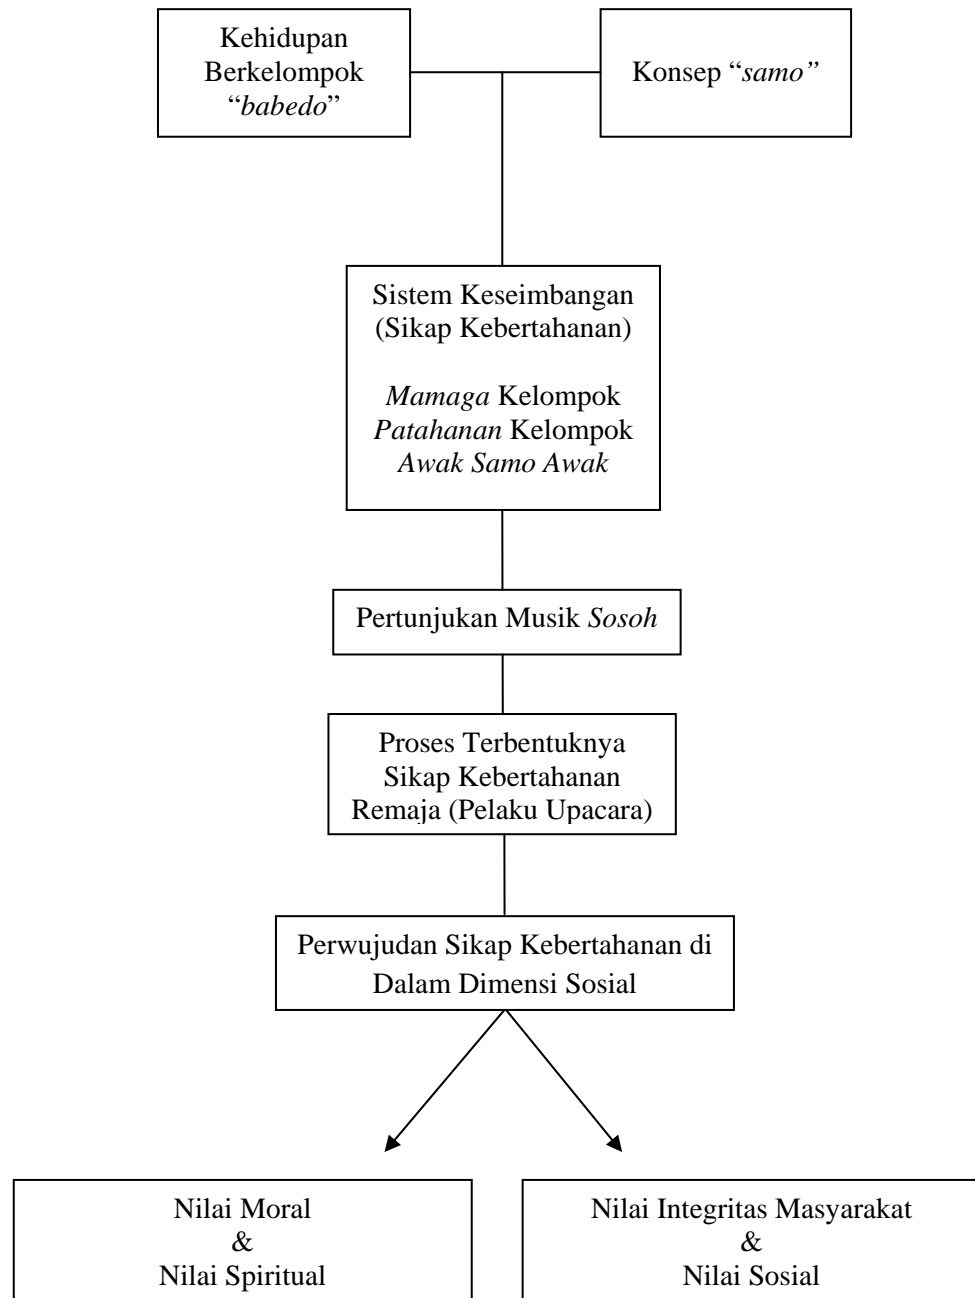 Kehidupan
Berkelompok
“babedo”
Konsep “samo”
Sistem Keseimbangan
(Sikap Kebertahanan)
Mamaga Kelompok
Patahanan Kelompok
Awak Samo Awak
Pertunjukan Musik Sosoh
Proses Terbentuknya
Sikap Kebertahanan
Remaja (Pelaku Upacara)
Perwujudan Sikap Kebertahanan di
Dalam Dimensi Sosial
Nilai Moral
&
Nilai Spiritual
Nilai Integritas Masyarakat
&
Nilai Sosial